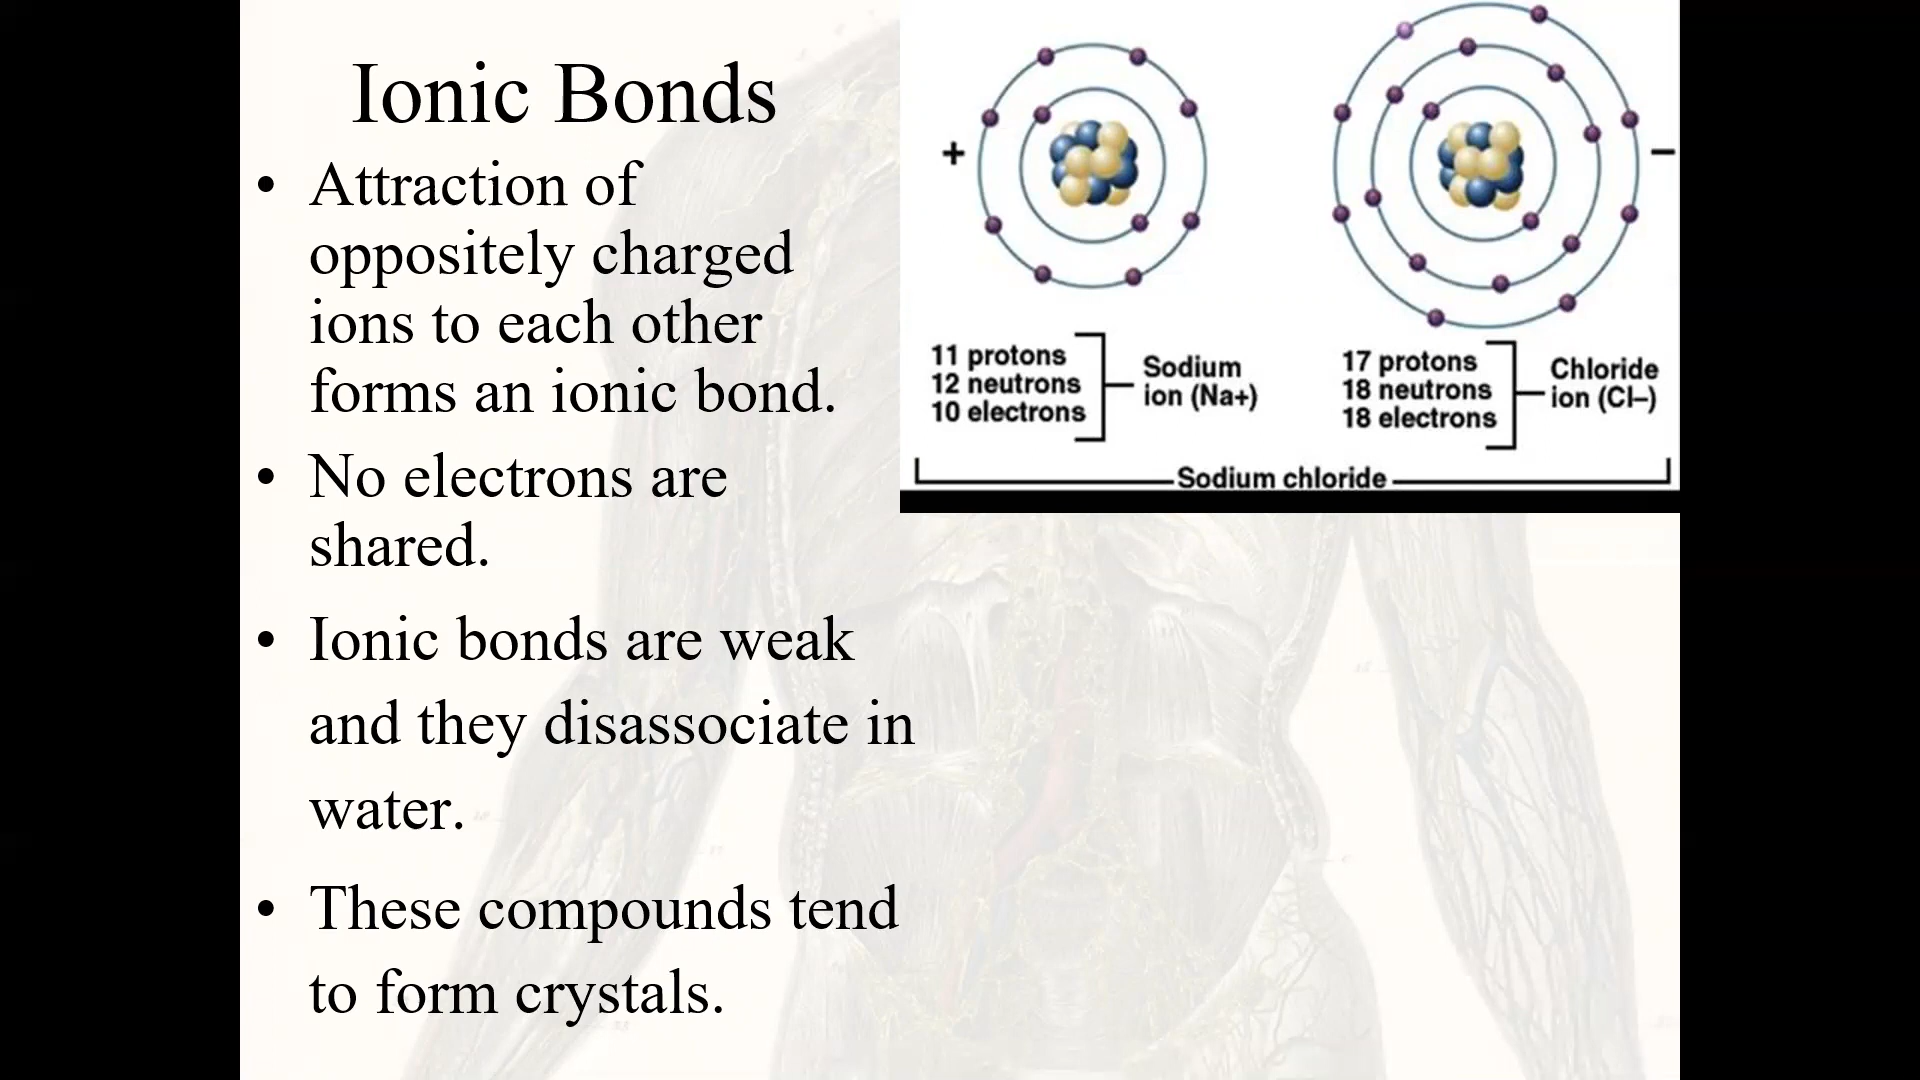 Ionic Bonds
• Attraction of
oppositely charged
ions to each other
forms an ionic bond.
• No electrons are
shared.
• Ionic bonds are weak
and they disassociate in
water.
• These compounds tend
to form crystals.
+
–
11 protons
12 neutrons
10 electrons
Sodium
ion (Na+)
17 protons
18 neutrons
18 electrons
Chloride
ion (Cl–)
Sodium chloride